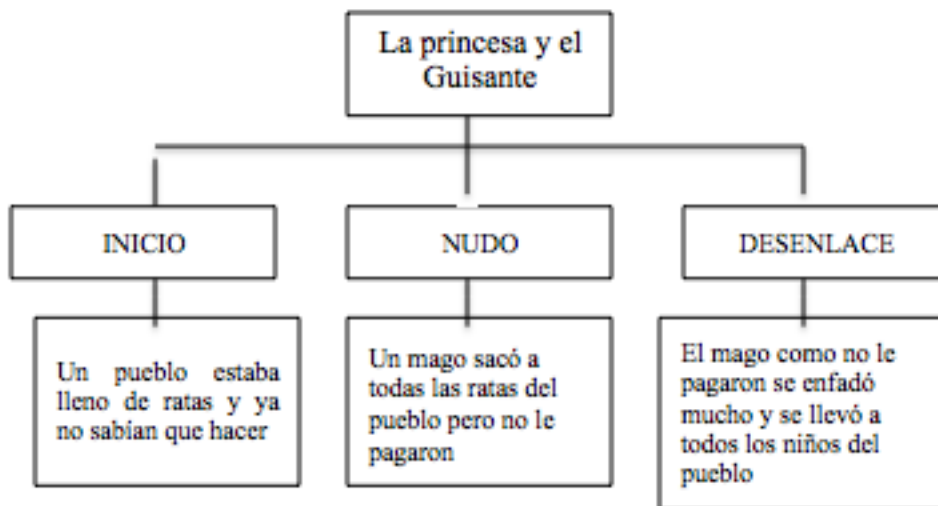 La princesa y el
Guisante
INICIO
NUDO
DESENLACE
Un pueblo estaba
lleno de ratas y ya
no sabían que hacer
Un mago sacó a
todas las ratas del
pueblo pero no le
pagaron
El mago como no le
pagaron se enfadó
mucho y se llevó a
todos los niños del
pueblo